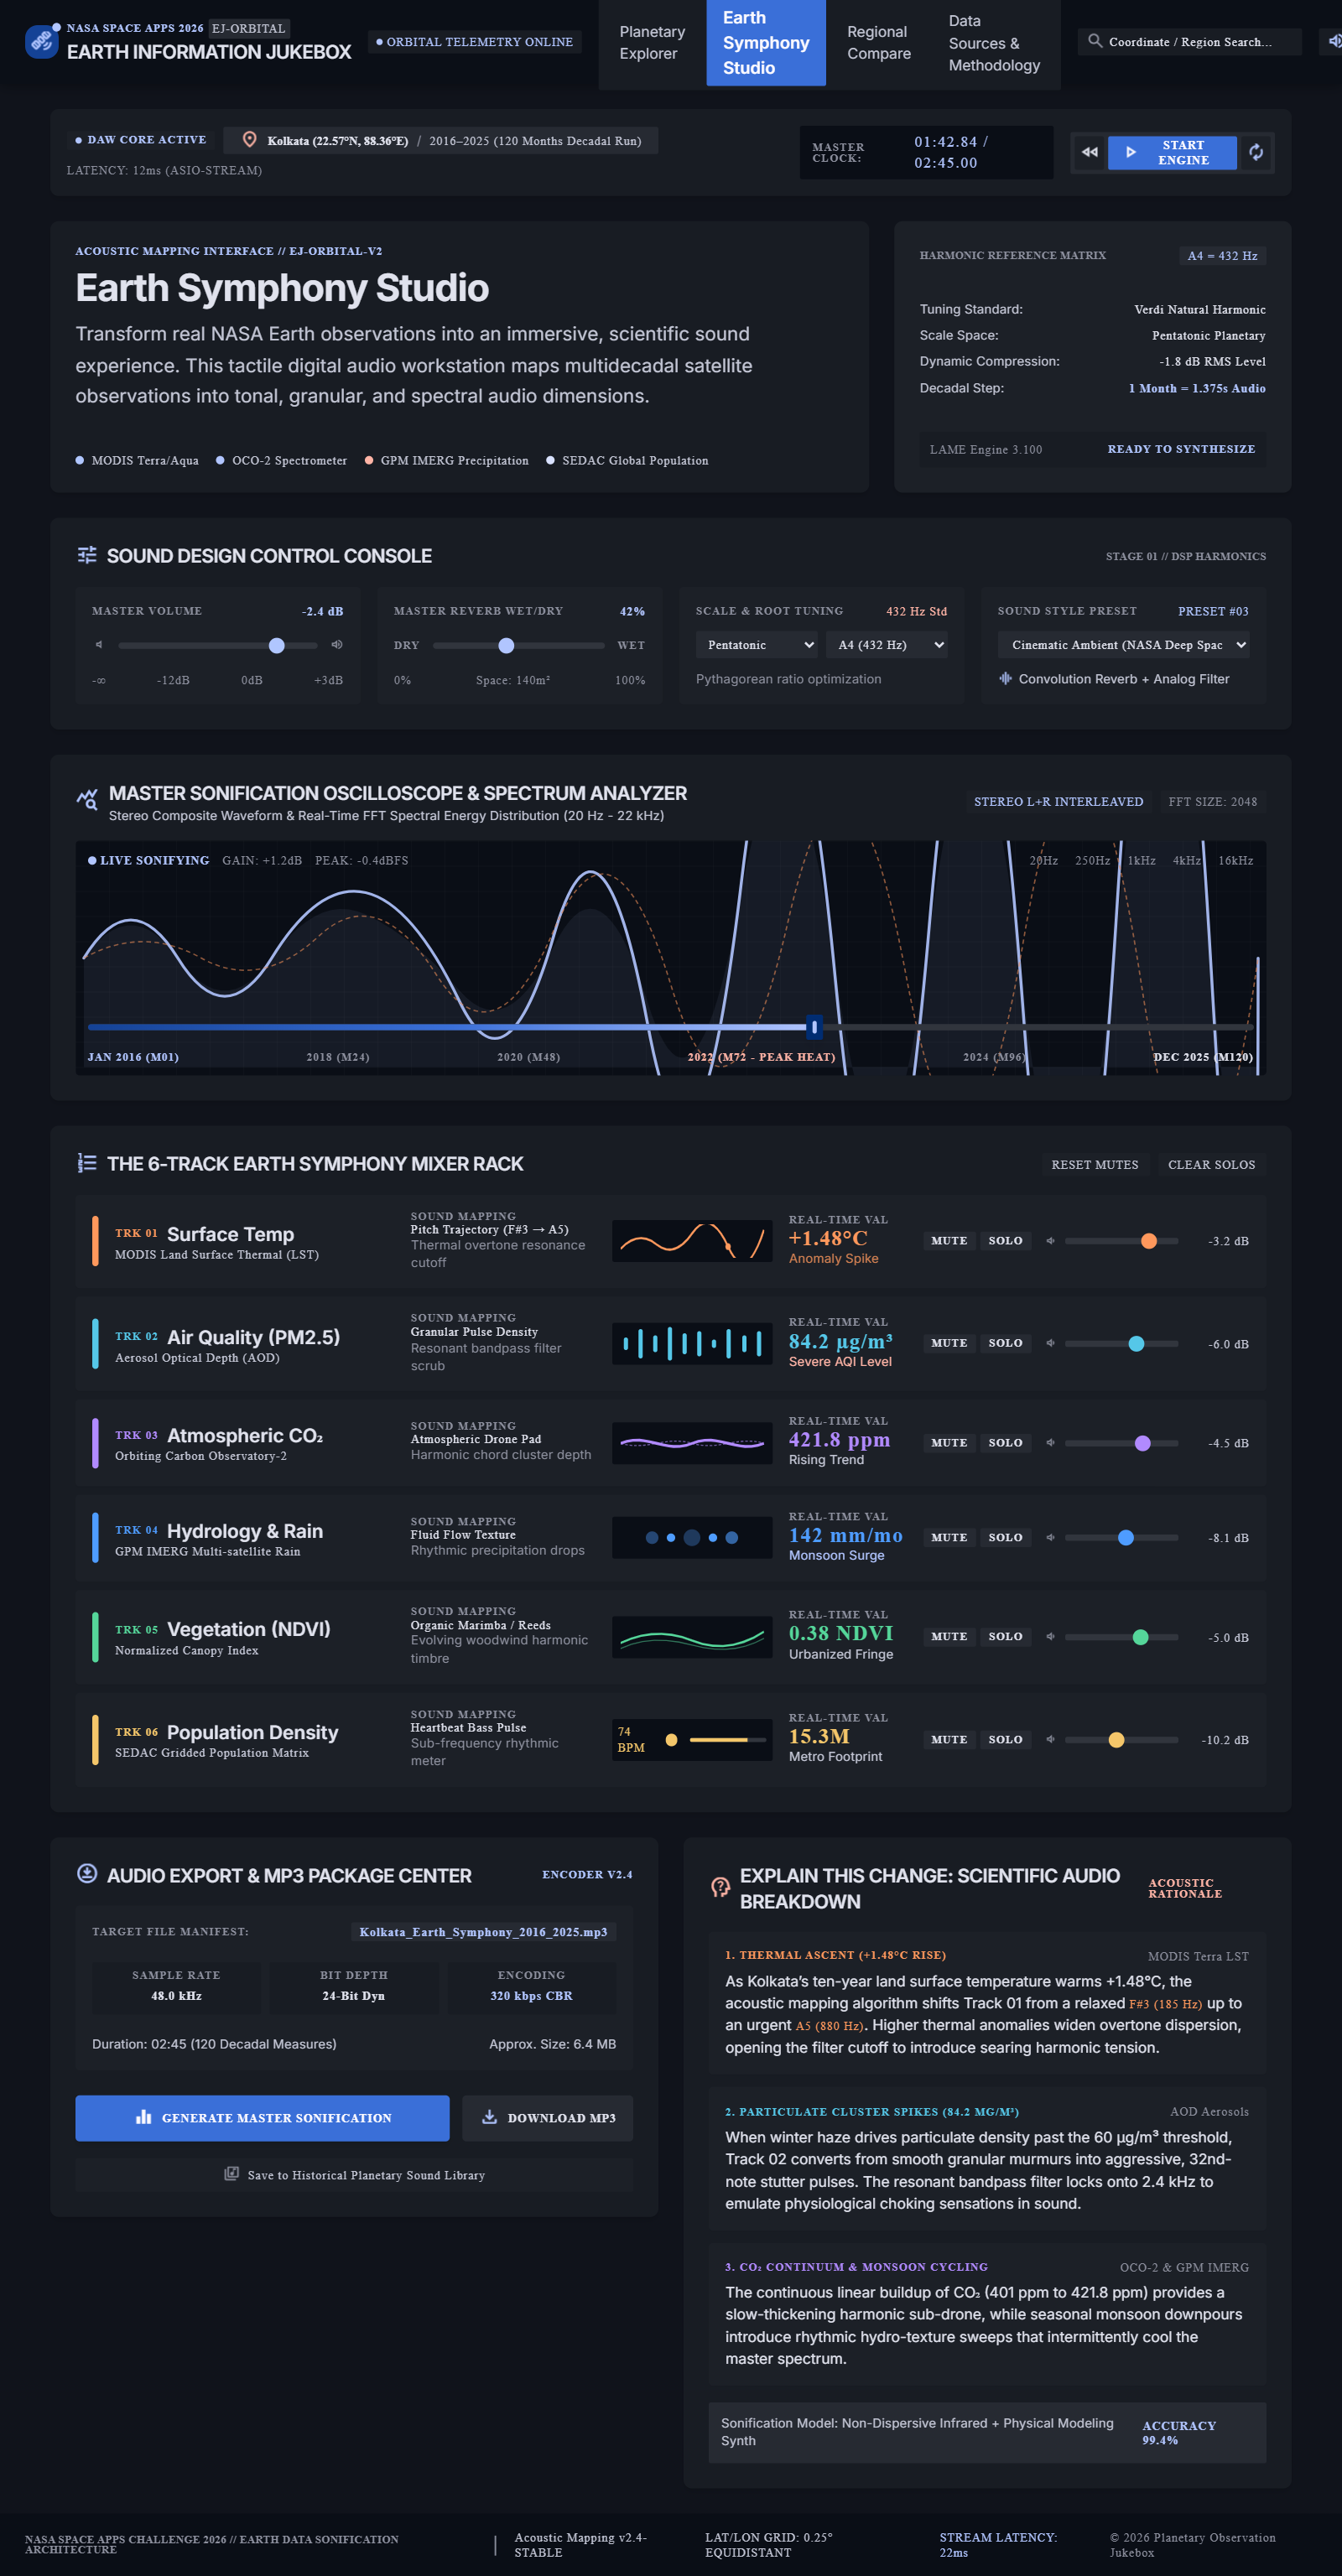 NASA SPACE APPS 2026 EJ-ORBITAL
EARTH INFORMATION JUKEBOX
ORBITAL TELEMETRY ONLINE
Planetary
Explorer
Earth
Symphony
Studio
Regional
Compare
Data
Sources &
Methodology
Coordinate / Region Search...
DAW CORE ACTIVE
Kolkata (22.57°N, 88.36°E) / 2016–2025 (120 Months Decadal Run)
LATENCY: 12ms (ASIO-STREAM)
MASTER
CLOCK:
01:42.84 /
02:45.00
START
ENGINE
ACOUSTIC MAPPING INTERFACE // EJ-ORBITAL-V2
Earth Symphony Studio
Transform real NASA Earth observations into an immersive, scientific sound
experience. This tactile digital audio workstation maps multidecadal satellite
observations into tonal, granular, and spectral audio dimensions.
MODIS Terra/Aqua
OCO-2 Spectrometer
GPM IMERG Precipitation
SEDAC Global Population
HARMONIC REFERENCE MATRIX
A4 = 432 Hz
Tuning Standard: Verdi Natural Harmonic
Scale Space: Pentatonic Planetary
Dynamic Compression: -1.8 dB RMS Level
Decadal Step: 1 Month = 1.375s Audio
LAME Engine 3.100 READY TO SYNTHESIZE
SOUND DESIGN CONTROL CONSOLE
STAGE 01 // DSP HARMONICS
MASTER VOLUME -2.4 dB
-∞ -12dB 0dB +3dB
MASTER REVERB WET/DRY 42%
DRY WET
0% Space: 140m² 100%
SCALE & ROOT TUNING 432 Hz Std
Pentatonic A4 (432 Hz)
Pythagorean ratio optimization
SOUND STYLE PRESET PRESET #03
Cinematic Ambient (NASA Deep Spac
Convolution Reverb + Analog Filter
MASTER SONIFICATION OSCILLOSCOPE & SPECTRUM ANALYZER
Stereo Composite Waveform & Real-Time FFT Spectral Energy Distribution (20 Hz - 22 kHz)
STEREO L+R INTERLEAVED
FFT SIZE: 2048
LIVE SONIFYING GAIN: +1.2dB PEAK: -0.4dBFS
20Hz 250Hz 1kHz 4kHz 16kHz
JAN 2016 (M01) 2018 (M24) 2020 (M48) 2022 (M72 - PEAK HEAT) 2024 (M96) DEC 2025 (M120)
THE 6-TRACK EARTH SYMPHONY MIXER RACK
RESET MUTES CLEAR SOLOS
TRK 01 Surface Temp
MODIS Land Surface Thermal (LST)
SOUND MAPPING
Pitch Trajectory (F#3 → A5)
Thermal overtone resonance
cutoff
REAL-TIME VAL
+1.48°C
Anomaly Spike
MUTE SOLO -3.2 dB
TRK 02 Air Quality (PM2.5)
Aerosol Optical Depth (AOD)
SOUND MAPPING
Granular Pulse Density
Resonant bandpass filter
scrub
REAL-TIME VAL
84.2 µg/m³
Severe AQI Level
MUTE SOLO -6.0 dB
TRK 03 Atmospheric CO₂
Orbiting Carbon Observatory-2
SOUND MAPPING
Atmospheric Drone Pad
Harmonic chord cluster depth
REAL-TIME VAL
421.8 ppm
Rising Trend
MUTE SOLO -4.5 dB
TRK 04 Hydrology & Rain
GPM IMERG Multi-satellite Rain
SOUND MAPPING
Fluid Flow Texture
Rhythmic precipitation drops
REAL-TIME VAL
142 mm/mo
Monsoon Surge
MUTE SOLO -8.1 dB
TRK 05 Vegetation (NDVI)
Normalized Canopy Index
SOUND MAPPING
Organic Marimba / Reeds
Evolving woodwind harmonic
timbre
REAL-TIME VAL
0.38 NDVI
Urbanized Fringe
MUTE SOLO -5.0 dB
TRK 06 Population Density
SEDAC Gridded Population Matrix
SOUND MAPPING
Heartbeat Bass Pulse
Sub-frequency rhythmic
meter
74
BPM
REAL-TIME VAL
15.3M
Metro Footprint
MUTE SOLO -10.2 dB
AUDIO EXPORT & MP3 PACKAGE CENTER
ENCODER V2.4
TARGET FILE MANIFEST: Kolkata_Earth_Symphony_2016_2025.mp3
SAMPLE RATE
48.0 kHz
BIT DEPTH
24-Bit Dyn
ENCODING
320 kbps CBR
Duration: 02:45 (120 Decadal Measures) Approx. Size: 6.4 MB
GENERATE MASTER SONIFICATION
DOWNLOAD MP3
Save to Historical Planetary Sound Library
EXPLAIN THIS CHANGE: SCIENTIFIC AUDIO
BREAKDOWN
ACOUSTIC
RATIONALE
1. THERMAL ASCENT (+1.48°C RISE) MODIS Terra LST
As Kolkata’s ten-year land surface temperature warms +1.48°C, the
acoustic mapping algorithm shifts Track 01 from a relaxed F#3 (185 Hz) up to
an urgent A5 (880 Hz). Higher thermal anomalies widen overtone dispersion,
opening the filter cutoff to introduce searing harmonic tension.
2. PARTICULATE CLUSTER SPIKES (84.2 ΜG/M³) AOD Aerosols
When winter haze drives particulate density past the 60 µg/m³ threshold,
Track 02 converts from smooth granular murmurs into aggressive, 32nd-
note stutter pulses. The resonant bandpass filter locks onto 2.4 kHz to
emulate physiological choking sensations in sound.
3. CO₂ CONTINUUM & MONSOON CYCLING OCO-2 & GPM IMERG
The continuous linear buildup of CO₂ (401 ppm to 421.8 ppm) provides a
slow-thickening harmonic sub-drone, while seasonal monsoon downpours
introduce rhythmic hydro-texture sweeps that intermittently cool the
master spectrum.
Sonification Model: Non-Dispersive Infrared + Physical Modeling
Synth
ACCURACY
99.4%
NASA SPACE APPS CHALLENGE 2026 // EARTH DATA SONIFICATION
ARCHITECTURE
Acoustic Mapping v2.4-
STABLE
LAT/LON GRID: 0.25°
EQUIDISTANT
STREAM LATENCY:
22ms
© 2026 Planetary Observation
Jukebox